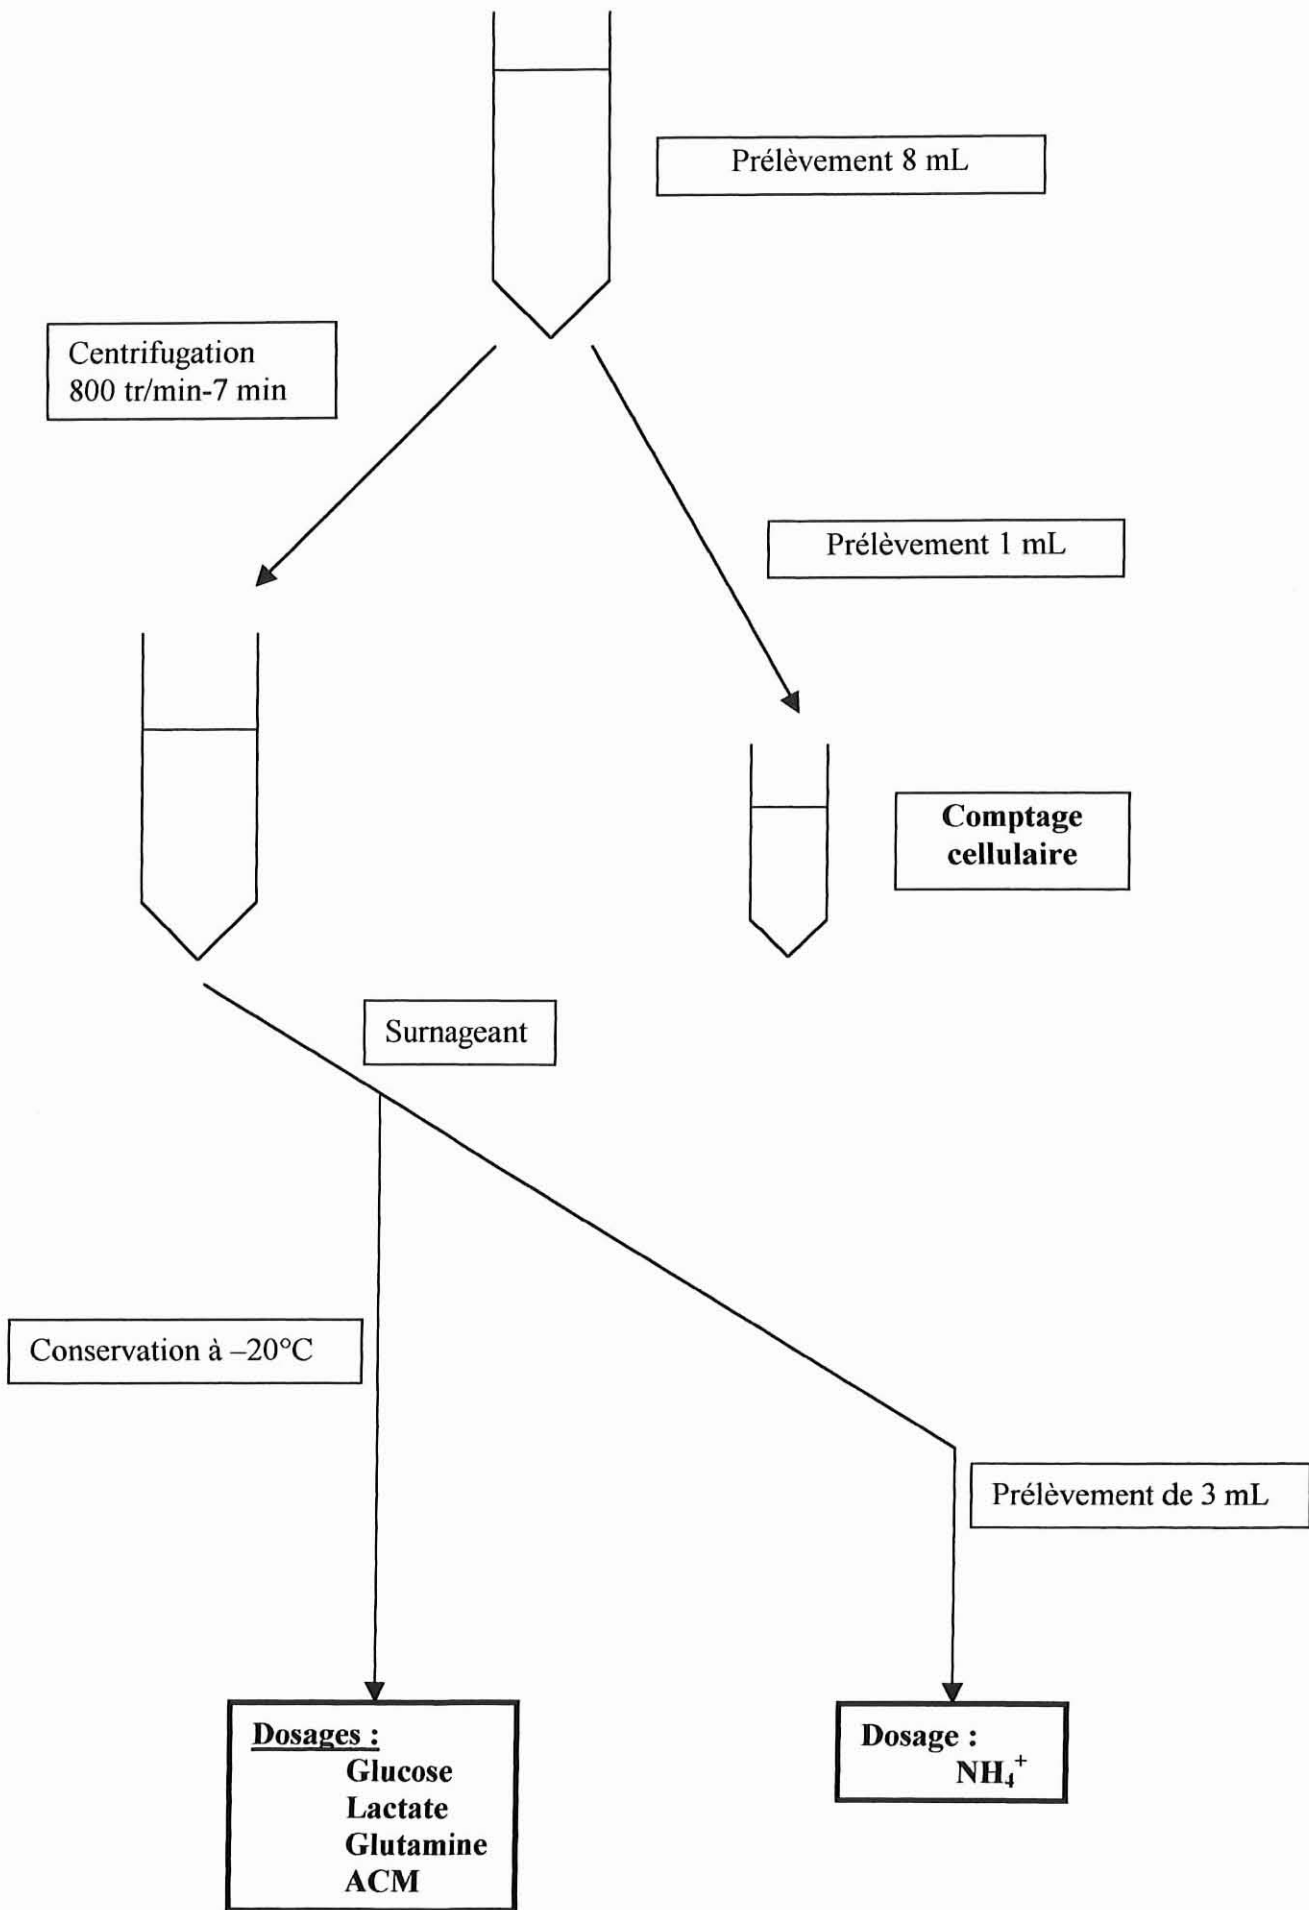 Prélèvement 8 mL
Centrifugation
800 tr/min-7 min
Prélèvement 1 mL
Comptage
cellulaire
Surnageant
Conservation à –20°C
Prélèvement de 3 mL
Dosages :
Glucose
Lactate
Glutamine
ACM
Dosage :
NH₄⁺